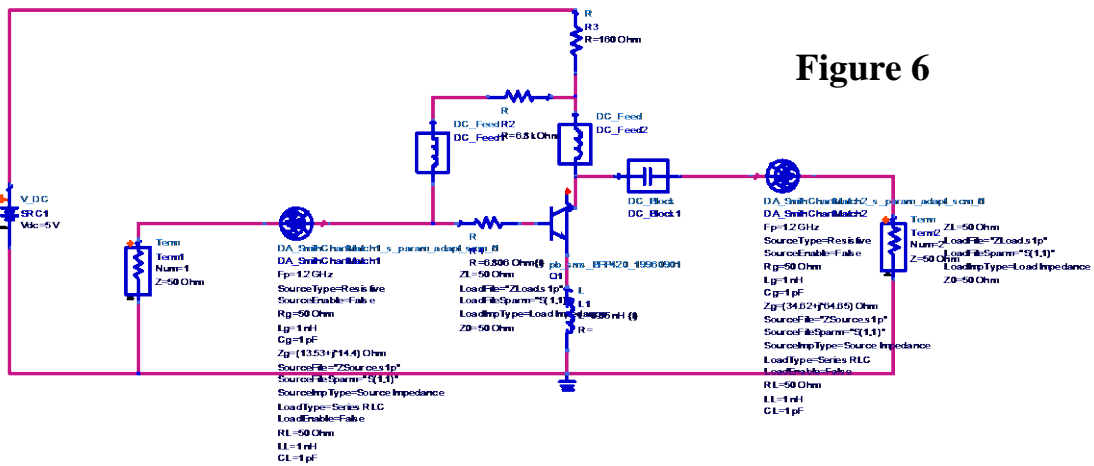 Figure 6
R
R3
R=160 Ohm
R
R2
R=6.8 kOhm
DC_Feed
DC_Feed1
DC_Feed
DC_Feed2
V_DC
SRC1
Vdc=5 V
Term
Term1
Num=1
Z=50 Ohm
DA_SmithChartMatch1_s_param_adapt_scm_6
DA_SmithChartMatch1
Fp=1.2 GHz
SourceType=Resistive
SourceEnable=False
Rg=50 Ohm
Lg=1 nH
Cg=1 pF
Zg=(13.53+j*14.4) Ohm
SourceFile="ZSource.s1p"
SourceFileSparm="S(1,1)"
SourceImpType=Source Impedance
LoadType=Series RLC
LoadEnable=False
RL=50 Ohm
LL=1 nH
CL=1 pF
ZL=50 Ohm
LoadFile="ZLoad.s1p"
LoadFileSparm="S(1,1)"
LoadImpType=Load Impedance
Z0=50 Ohm
R
R=6.806 Ohm
pb_sms_BFP420_19960901
Q1
L
L1
R=
DC_Block
DC_Block1
DA_SmithChartMatch2_s_param_adapt_scm_6
DA_SmithChartMatch2
Fp=1.2 GHz
SourceType=Resistive
SourceEnable=False
Rg=50 Ohm
Lg=1 nH
Cg=1 pF
Zg=(34.62+j*64.65) Ohm
SourceFile="ZSource.s1p"
SourceFileSparm="S(1,1)"
SourceImpType=Source Impedance
LoadType=Series RLC
LoadEnable=False
RL=50 Ohm
LL=1 nH
CL=1 pF
Term
Term2
Num=2
Z=50 Ohm
ZL=50 Ohm
LoadFile="ZLoad.s1p"
LoadFileSparm="S(1,1)"
LoadImpType=Load Impedance
Z0=50 Ohm